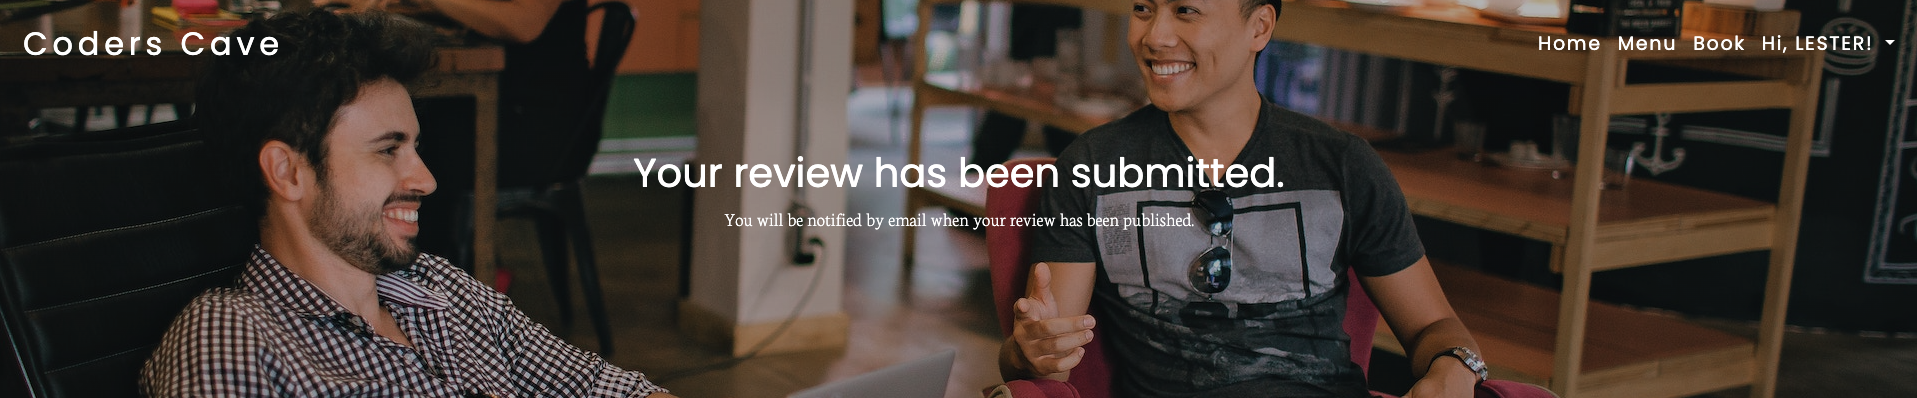 Coders Cave
Home Menu Book Hi, LESTER!
Your review has been submitted.
You will be notified by email when your review has been published.